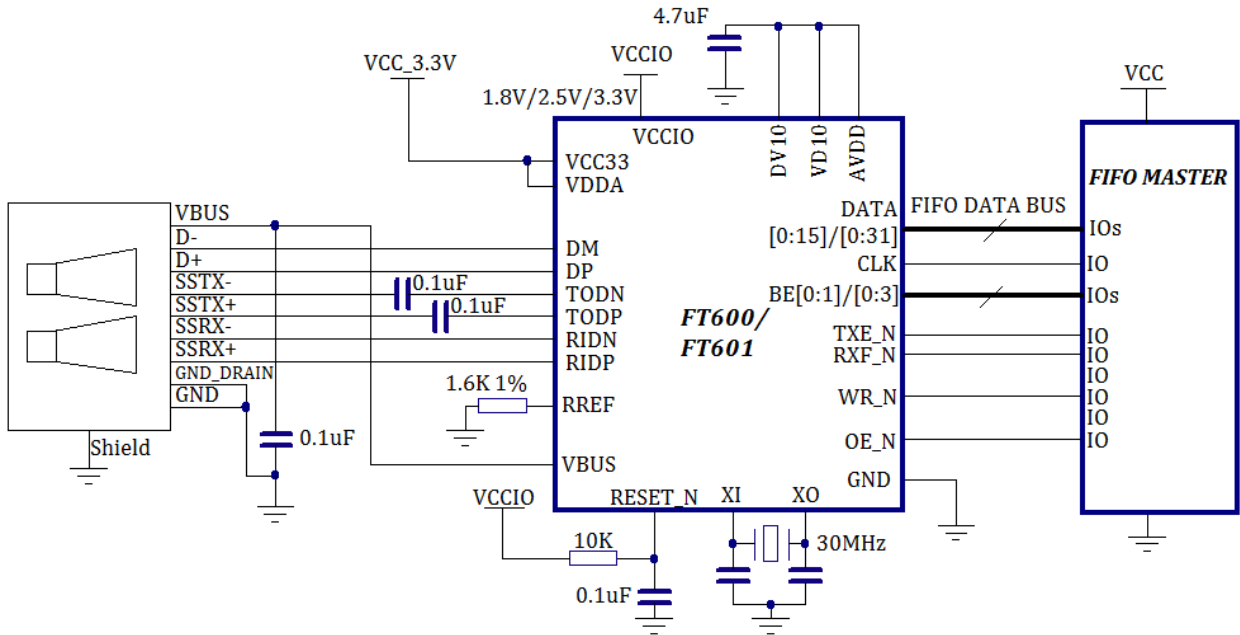 4.7uF
VCCIO
VCC_3.3V
VCC
1.8V/2.5V/3.3V
VCCIO
DV10
VD10
AVDD
VCC33
VDDA
FIFO MASTER
VBUS
DATA
FIFO DATA BUS
IOs
D-
DM
[0:15]/[0:31]
D+
DP
CLK
IO
SSTX-
0.1uF
TODN
BE[0:1]/[0:3]
IOs
SSTX+
0.1uF
TODP
FT600/
FT601
SSRX-
RIDN
TXE_N
IO
SSRX+
RIDP
RXF_N
IO
GND_DRAIN
IO
GND
1.6K 1%
RREF
WR_N
IO
IO
Shield
0.1uF
OE_N
IO
VBUS
GND
VCCIO
RESET_N
XI
XO
10K
30MHz
0.1uF